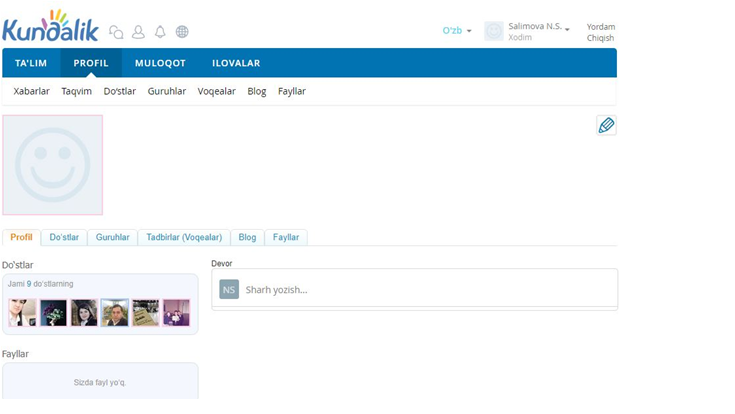 Kundalik
O'zb
Salimova N.S.
Xodim
Yordam
Chiqish
TA'LIM PROFIL MULOQOT ILOVALAR
Xabarlar Taqvim Do'stlar Guruhlar Voqealar Blog Fayllar
Profil Do'stlar Guruhlar Tadbirlar (Voqealar) Blog Fayllar
Do'stlar
Jami 9 do'stlarning
Devor
NS Sharh yozish...
Fayllar
Sizda fayl yo'q.